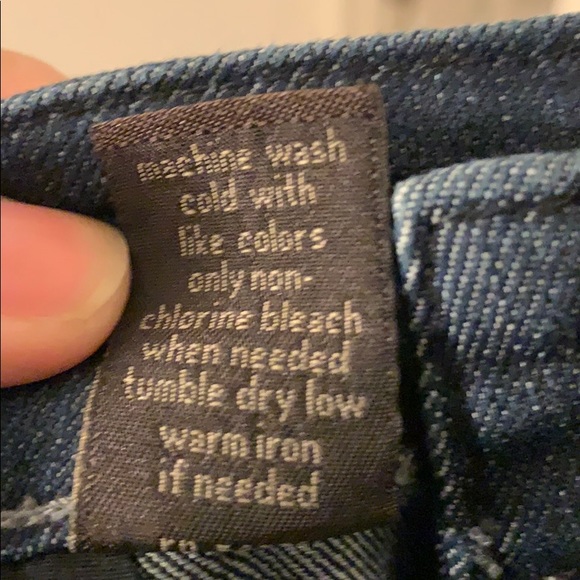 machine wash
cold with
like colors
only non-
chlorine bleach
when needed
tumble dry low
warm iron
if needed